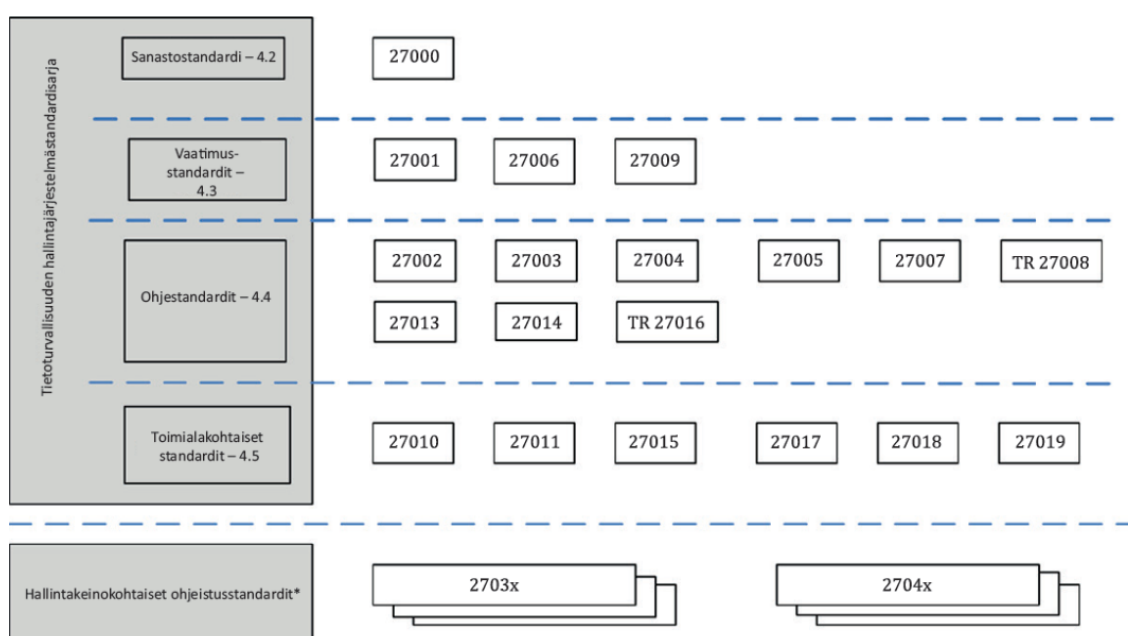 Tietoturvallisuuden hallintajärjestelmästandardisarja
Sanastostandardi – 4.2
27000
Vaatimus-
standardit –
4.3
27001
27006
27009
Ohjestandardit – 4.4
27002
27003
27004
27005
27007
TR 27008
27013
27014
TR 27016
Toimialakohtaiset
standardit – 4.5
27010
27011
27015
27017
27018
27019
Hallintakeinokohtaiset ohjeistusstandardit*
2703x
2704x